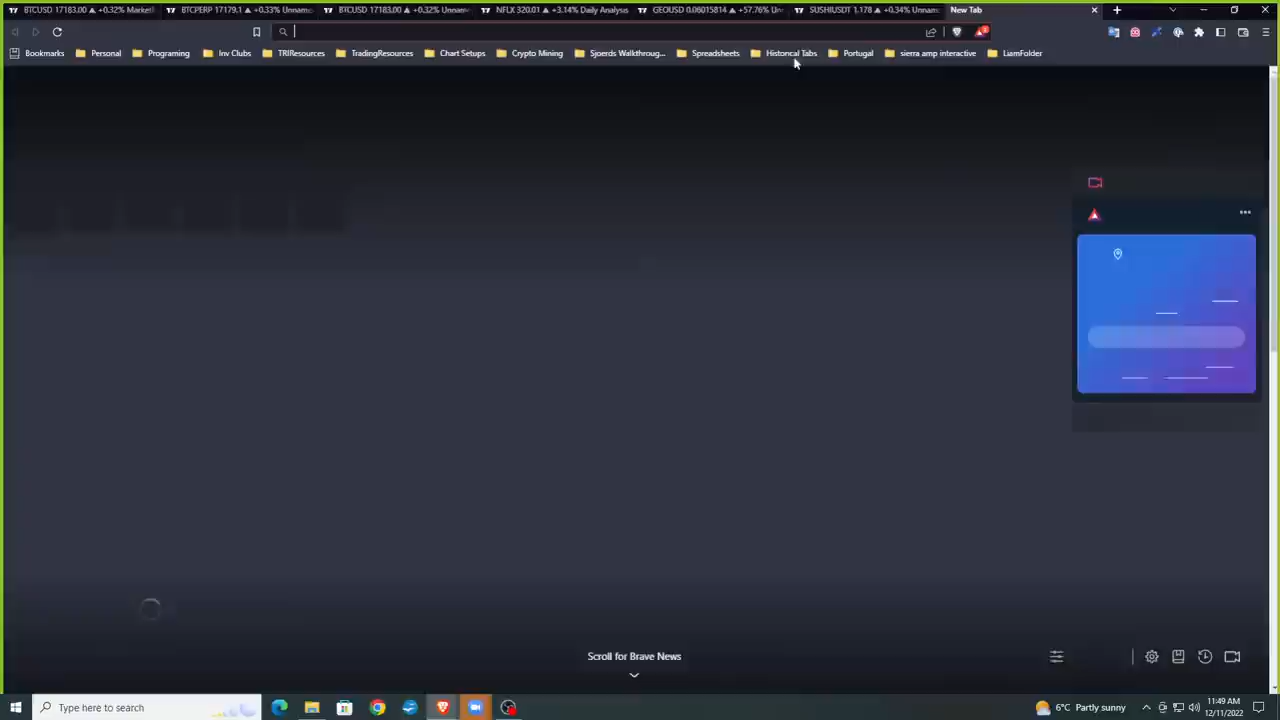 BTCUSD 17183.00 ▲ +0.32% Market
BTCPERP 17179.1 ▲ +0.33% Unname
BTCUSD 17183.00 ▲ +0.32% Unnam
NFLX 320.01 ▲ +3.14% Daily Analysis
GEOUSD 0.06015814 ▲ +57.76% Un
SUSHIUSDT 1.178 ▲ +0.34% Unnam
New Tab
Bookmarks
Personal
Programing
Inv Clubs
TRIResources
TradingResources
Chart Setups
Crypto Mining
Sjoerds Walkthroug...
Spreadsheets
Historical Tabs
Portugal
sierra amp interactive
LiamFolder
Scroll for Brave News
Type here to search
6°C Partly sunny
11:49 AM
12/11/2022